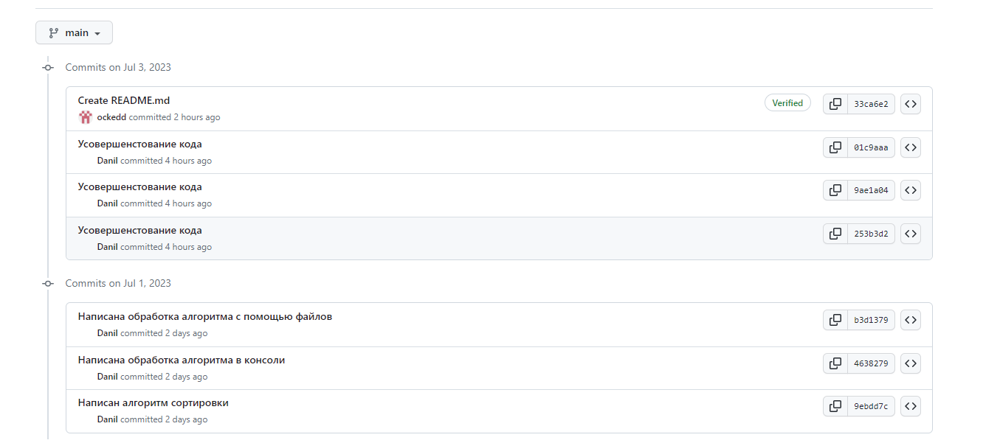 main
Commits on Jul 3, 2023
Create README.md
Verified
33ca6e2
ockedd committed 2 hours ago
Усовершенстование кода
01c9aaa
Danil committed 4 hours ago
Усовершенстование кода
9ae1a04
Danil committed 4 hours ago
Усовершенстование кода
253b3d2
Danil committed 4 hours ago
Commits on Jul 1, 2023
Написана обработка алгоритма с помощью файлов
b3d1379
Danil committed 2 days ago
Написана обработка алгоритма в консоли
4638279
Danil committed 2 days ago
Написан алгоритм сортировки
9ebdd7c
Danil committed 2 days ago